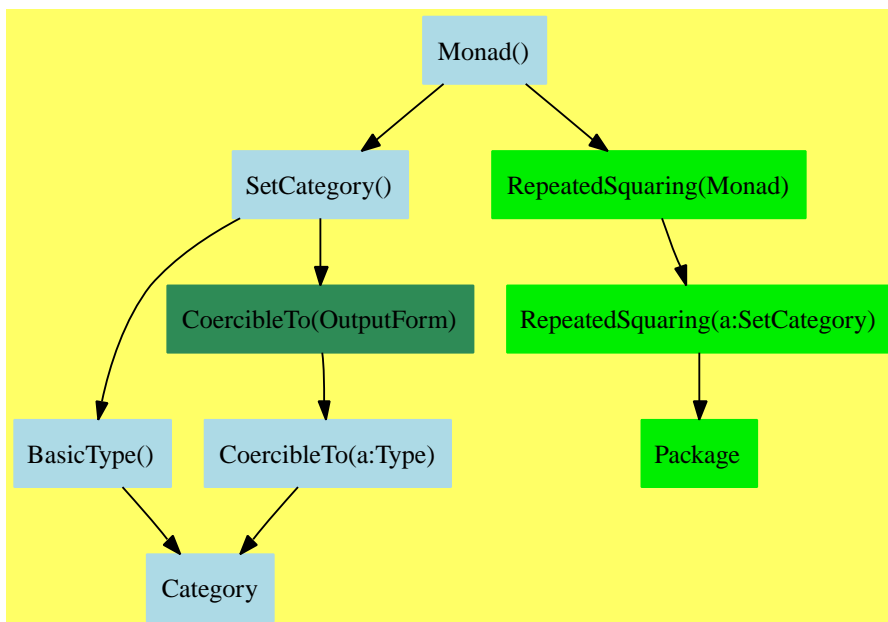 Monad()
SetCategory()
RepeatedSquaring(Monad)
CoercibleTo(OutputForm)
RepeatedSquaring(a:SetCategory)
BasicType()
CoercibleTo(a:Type)
Package
Category